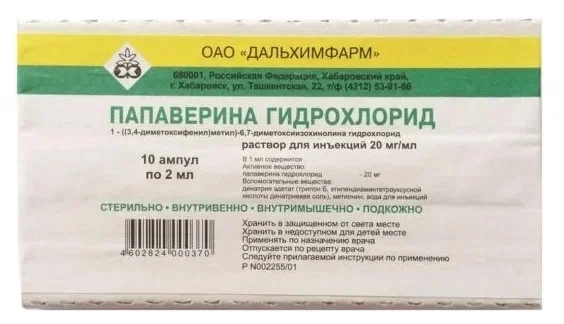 ОАО «ДАЛЬХИМФАРМ»
680001, Российская Федерация, Хабаровский край,
г. Хабаровск, ул. Ташкентская, 22, т/ф (4212) 53-91-86
ПАПАВЕРИНА ГИДРОХЛОРИД
1 - ((3,4-диметоксифенил)метил)-6,7-диметоксиизохинолина гидрохлорид
раствор для инъекций 20 мг/мл
10 ампул
по 2 мл
В 1 мл содержится
Активное вещество:
папаверина гидрохлорид - 20 мг
Вспомогательные вещества:
динатрия эдетат (трилон Б, этилендиаминтетрауксусной
кислоты динатриевая соль), метионин, вода для инъекций
СТЕРИЛЬНО • ВНУТРИВЕННО • ВНУТРИМЫШЕЧНО • ПОДКОЖНО
Хранить в защищенном от света месте
Хранить в недоступном для детей месте
Применять по назначению врача
Отпускается по рецепту врача
Следуйте прилагаемой инструкции по применению
Р N002255/01
4602824000370